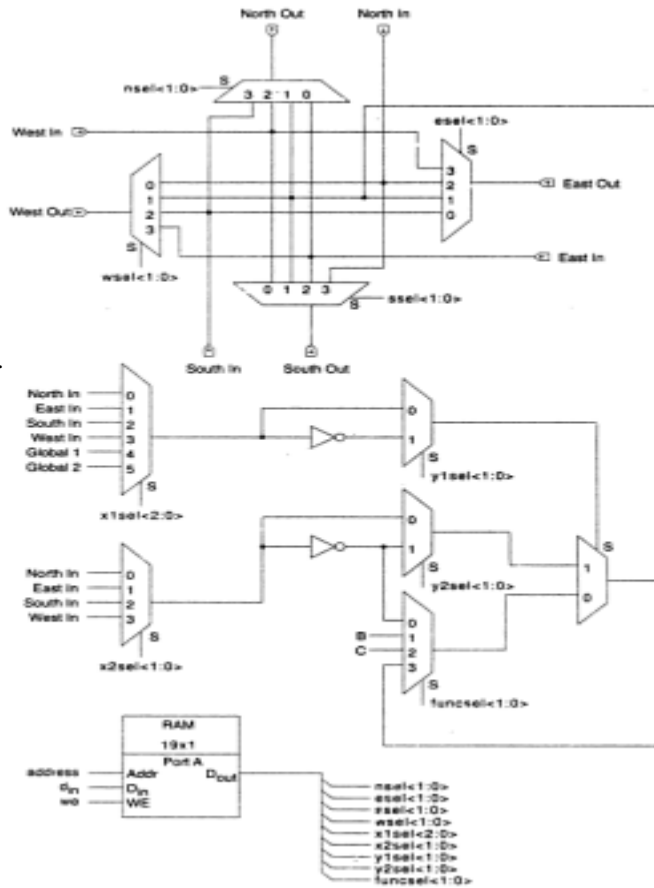 North Out North In
nsel<1:0> S
3 2 1 0
West In esel<1:0>
S
0 3
1 2 East Out
West Out 2 1
3 0
S East In
wsel<1:0>
0 1 2 3 ssel<1:0>
S
South In South Out
North In 0
East In 1 0
South In 2
West In 3 1
Global 1 4 S
Global 2 5 y1sel<1:0>
S
x1sel<2:0>
0
S
North In 0 1 1
East In 1 S
South In 2 y2sel<1:0> 0
West In 3 0
S B 1
C 2
x2sel<1:0> 3
S
funcsel<1:0>
RAM
19x1
Port A
address Addr Dout
din Din
we WE
nsel<1:0>
esel<1:0>
ssel<1:0>
wsel<1:0>
x1sel<2:0>
x2sel<1:0>
y1sel<1:0>
y2sel<1:0>
funcsel<1:0>